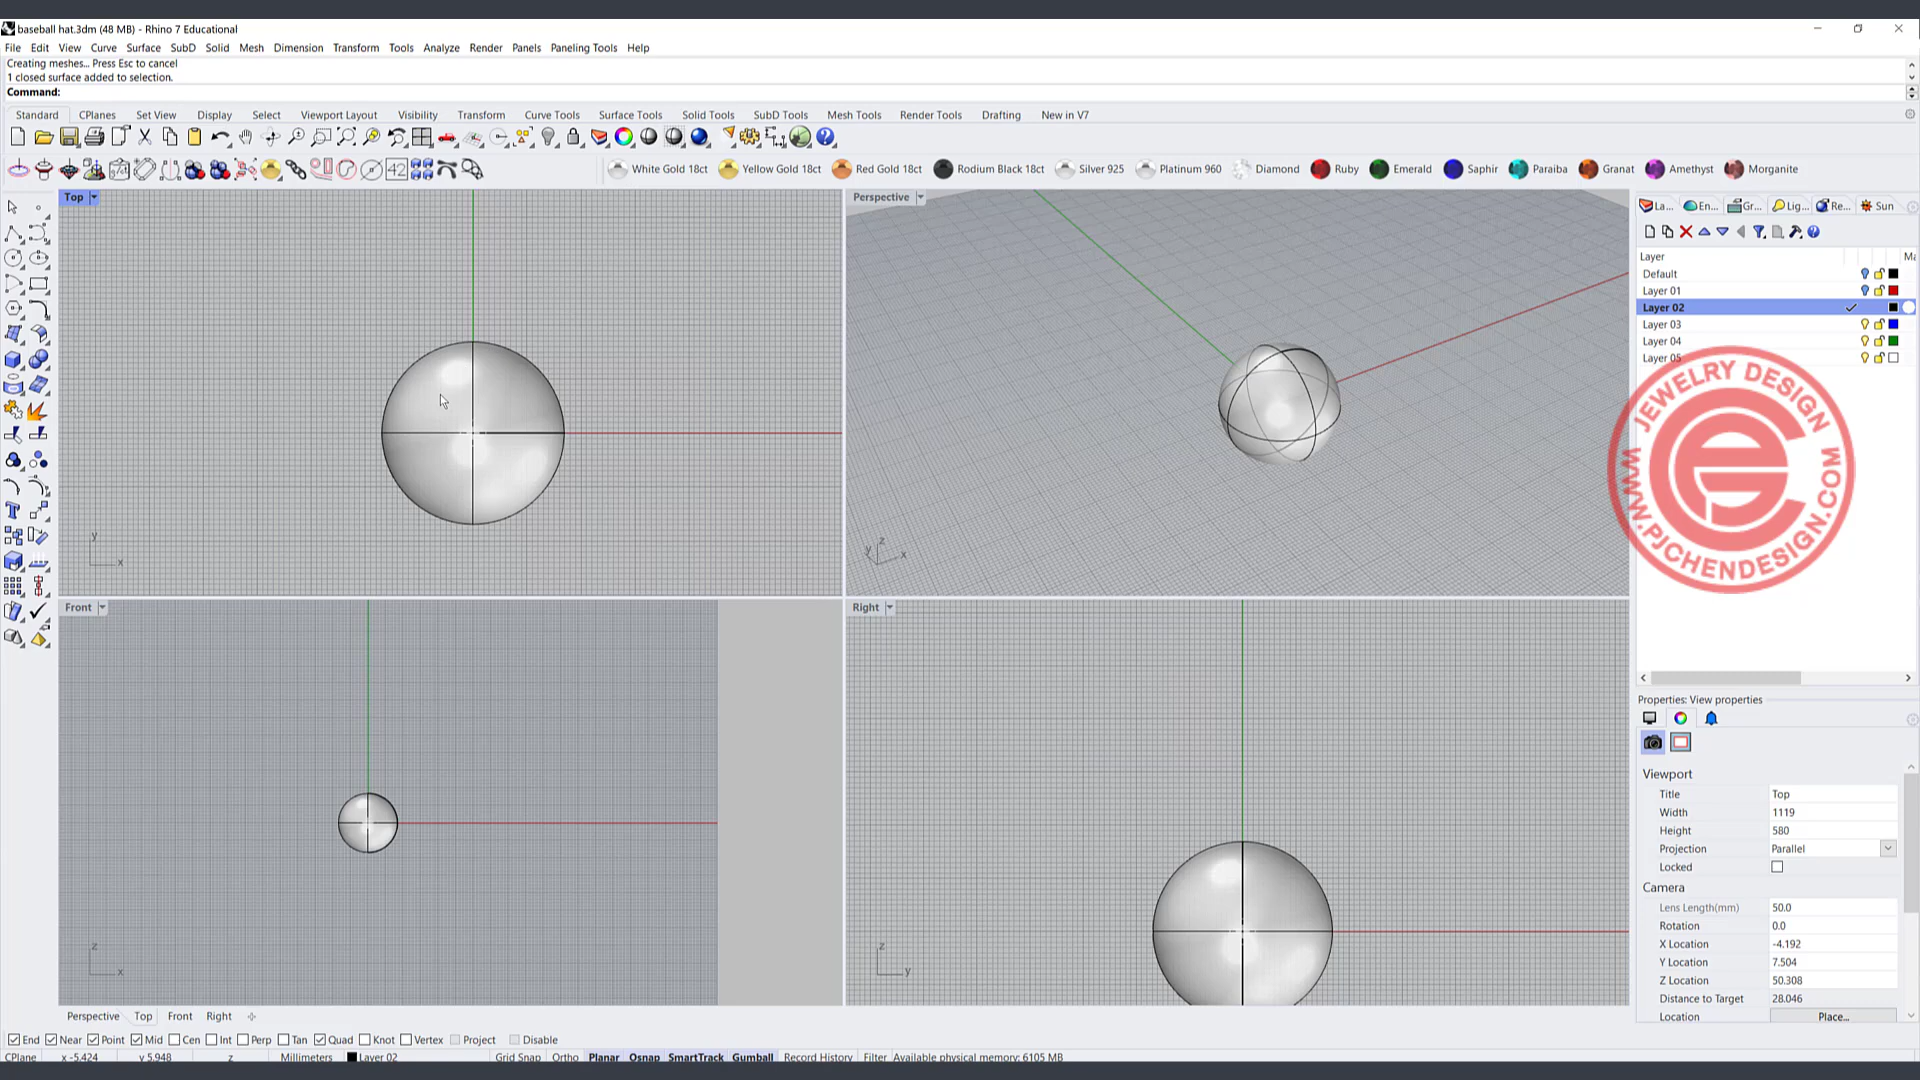 baseball hat.3dm (48 MB) - Rhino 7 Educational
File Edit View Curve Surface SubD Solid Mesh Dimension Transform Tools Analyze Render Panels Paneling Tools Help
Creating meshes... Press Esc to cancel
1 closed surface added to selection.
Command:
Standard CPlanes Set View Display Select Viewport Layout Visibility Transform Curve Tools Surface Tools Solid Tools SubD Tools Mesh Tools Render Tools Drafting New in V7
42 White Gold 18ct Yellow Gold 18ct Red Gold 18ct Rodium Black 18ct Silver 925 Platinum 960 Diamond Ruby Emerald Saphir Paraiba Granat Amethyst Morganite
Top
Perspective
La... En... Gr... Lig... Re... Sun
Layer Ma
Default
Layer 01
Layer 02
Layer 03
Layer 04
Layer 05
JEWELRY DESIGN
WWW.PJCHENDESIGN.COM
y x
z y x
Front
Right
z x
z y
Properties: View properties
Viewport
Title Top
Width 1119
Height 580
Projection Parallel
Locked
Camera
Lens Length(mm) 50.0
Rotation 0.0
X Location -4.192
Y Location 7.504
Z Location 50.308
Distance to Target 28.046
Location Place...
Perspective Top Front Right
End Near Point Mid Cen Int Perp Tan Quad Knot Vertex Project Disable
CPlane x -5.424 y 5.948 z Millimeters Layer 02 Grid Snap Ortho Planar Osnap SmartTrack Gumball Record History Filter Available physical memory: 6105 MB